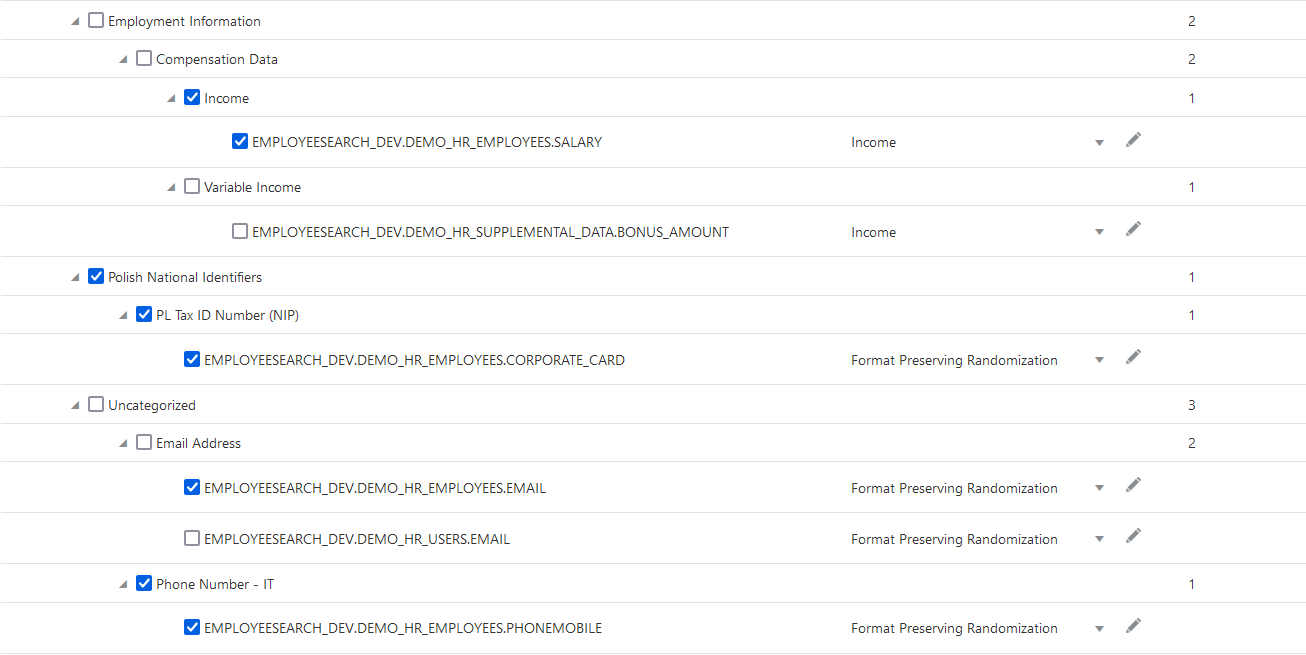 Employment Information 2
Compensation Data 2
Income 1
EMPLOYEESEARCH_DEV.DEMO_HR_EMPLOYEES.SALARY Income
Variable Income 1
EMPLOYEESEARCH_DEV.DEMO_HR_SUPPLEMENTAL_DATA.BONUS_AMOUNT Income
Polish National Identifiers 1
PL Tax ID Number (NIP) 1
EMPLOYEESEARCH_DEV.DEMO_HR_EMPLOYEES.CORPORATE_CARD Format Preserving Randomization
Uncategorized 3
Email Address 2
EMPLOYEESEARCH_DEV.DEMO_HR_EMPLOYEES.EMAIL Format Preserving Randomization
EMPLOYEESEARCH_DEV.DEMO_HR_USERS.EMAIL Format Preserving Randomization
Phone Number - IT 1
EMPLOYEESEARCH_DEV.DEMO_HR_EMPLOYEES.PHONEMOBILE Format Preserving Randomization